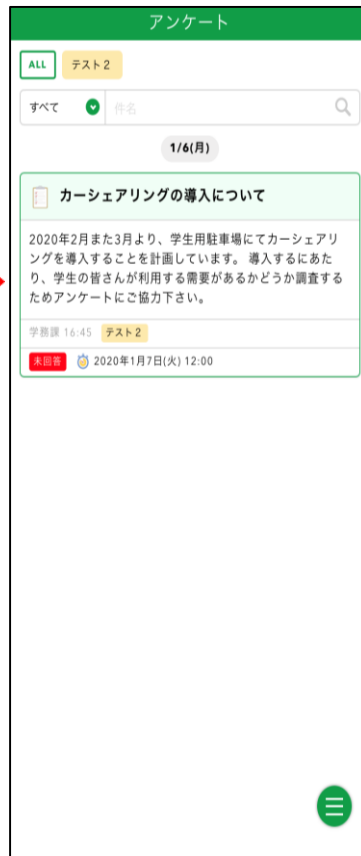 アンケート
ALL テスト2
すべて 件名
1/6(月)
カーシェアリングの導入について
2020年2月また3月より、学生用駐車場にてカーシェアリ
ングを導入することを計画しています。 導入するにあた
り、学生の皆さんが利用する需要があるかどうか調査する
ためアンケートにご協力下さい。
学務課 16:45 テスト2
未回答 2020年1月7日(火) 12:00